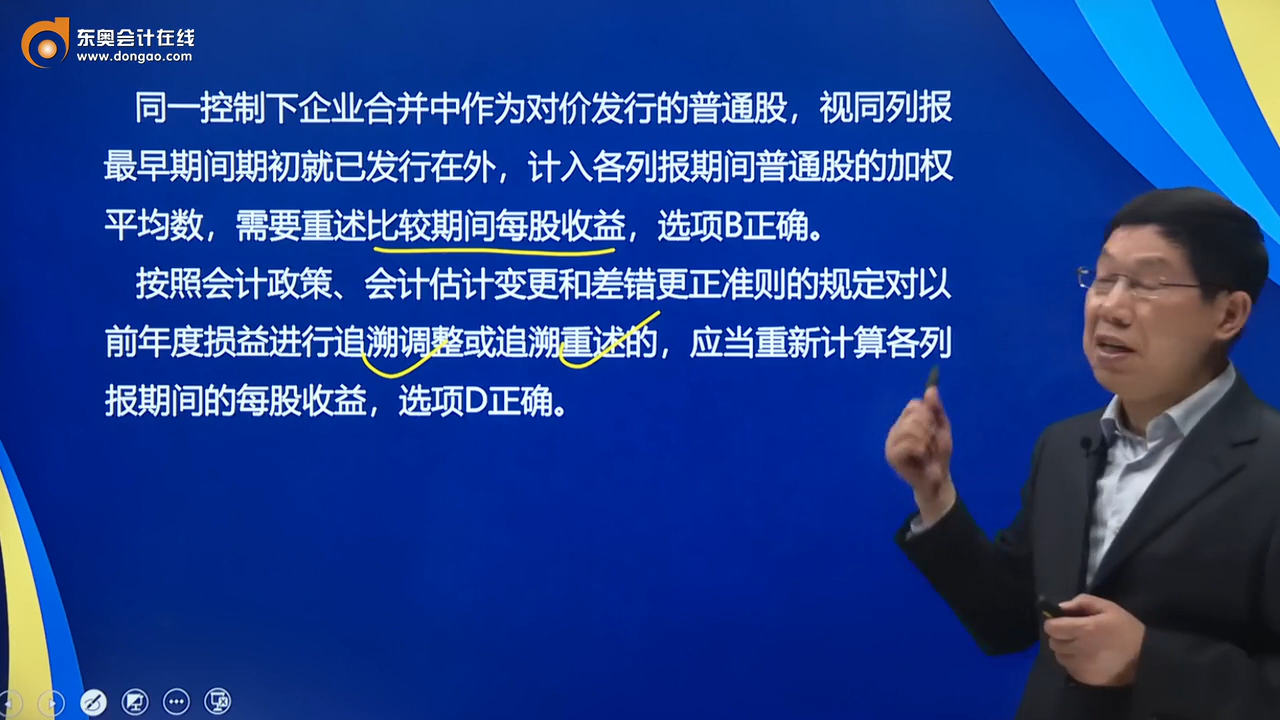 东奥会计在线
www.dongao.com
同一控制下企业合并中作为对价发行的普通股，视同列报
最早期间期初就已发行在外，计入各列报期间普通股的加权
平均数，需要重述比较期间每股收益，选项B正确。
按照会计政策、会计估计变更和差错更正准则的规定对以
前年度损益进行追溯调整或追溯重述的，应当重新计算各列
报期间的每股收益，选项D正确。